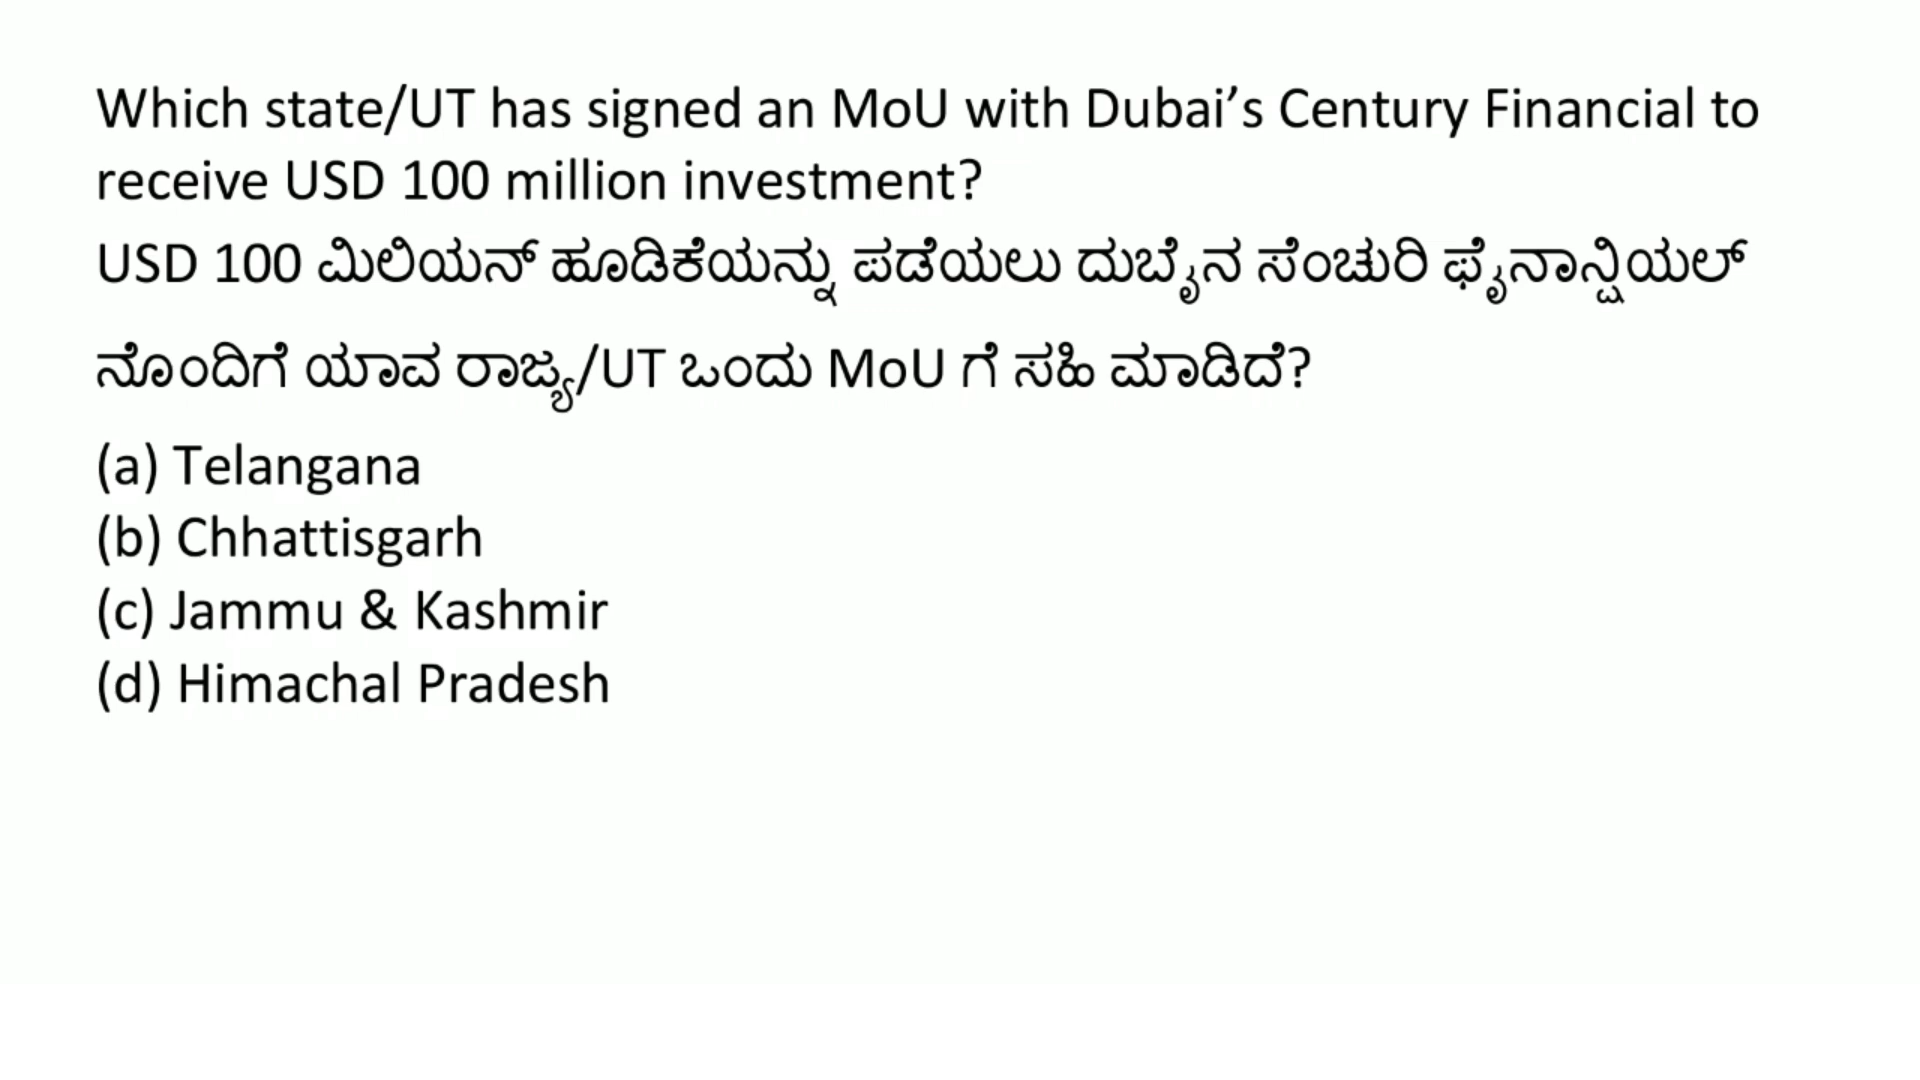 Which state/UT has signed an MoU with Dubai’s Century Financial to
receive USD 100 million investment?
USD 100 ಮಿಲಿಯನ್ ಹೂಡಿಕೆಯನ್ನು ಪಡೆಯಲು ದುಬೈನ ಸೆಂಚುರಿ ಫೈನಾನ್ಷಿಯಲ್
ನೊಂದಿಗೆ ಯಾವ ರಾಜ್ಯ/UT ಒಂದು MoU ಗೆ ಸಹಿ ಮಾಡಿದೆ?
(a) Telangana
(b) Chhattisgarh
(c) Jammu & Kashmir
(d) Himachal Pradesh